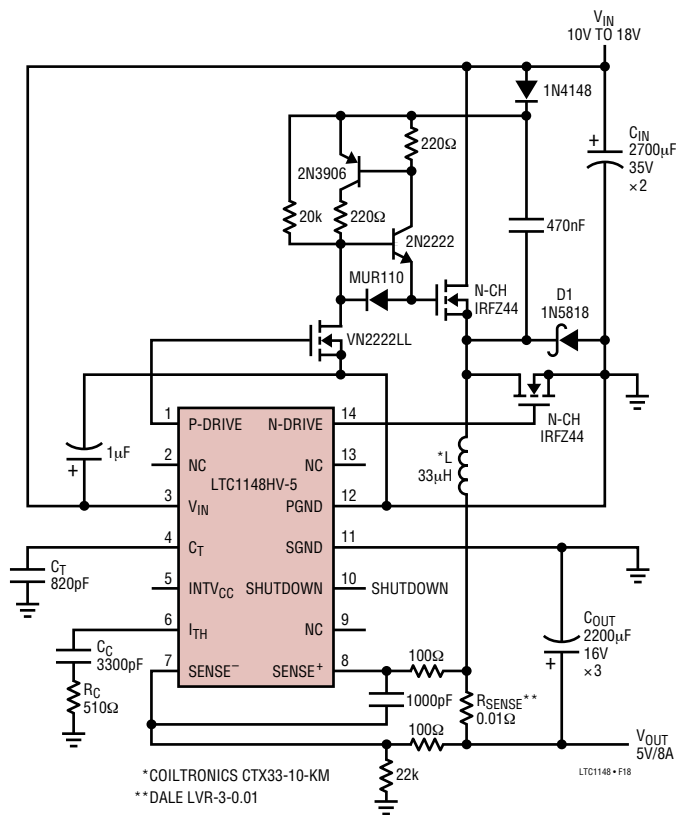 VIN
10V TO 18V
1N4148
CIN
2700µF
35V
×2
+
220Ω
2N3906
20k
220Ω
2N2222
470nF
MUR110
N-CH
IRFZ44
D1
1N5818
VN2222LL
N-CH
IRFZ44
1µF
+
1
P-DRIVE
N-DRIVE
14
2
NC
NC
13
LTC1148HV-5
3
VIN
PGND
12
4
CT
SGND
11
5
INTVCC
SHUTDOWN
10
SHUTDOWN
6
ITH
NC
9
7
SENSE–
SENSE+
8
*L
33µH
CT
820pF
CC
3300pF
RC
510Ω
100Ω
1000pF
RSENSE**
0.01Ω
100Ω
22k
COUT
2200µF
16V
×3
+
VOUT
5V/8A
*COILTRONICS CTX33-10-KM
**DALE LVR-3-0.01
LTC1148 • F18